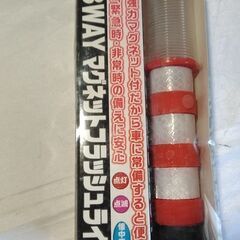 強力マグネット付だから車に常備すると便
緊急時・非常時の備えに安心
3WAY マグネットフラッシュライ
点灯
点滅
懐中